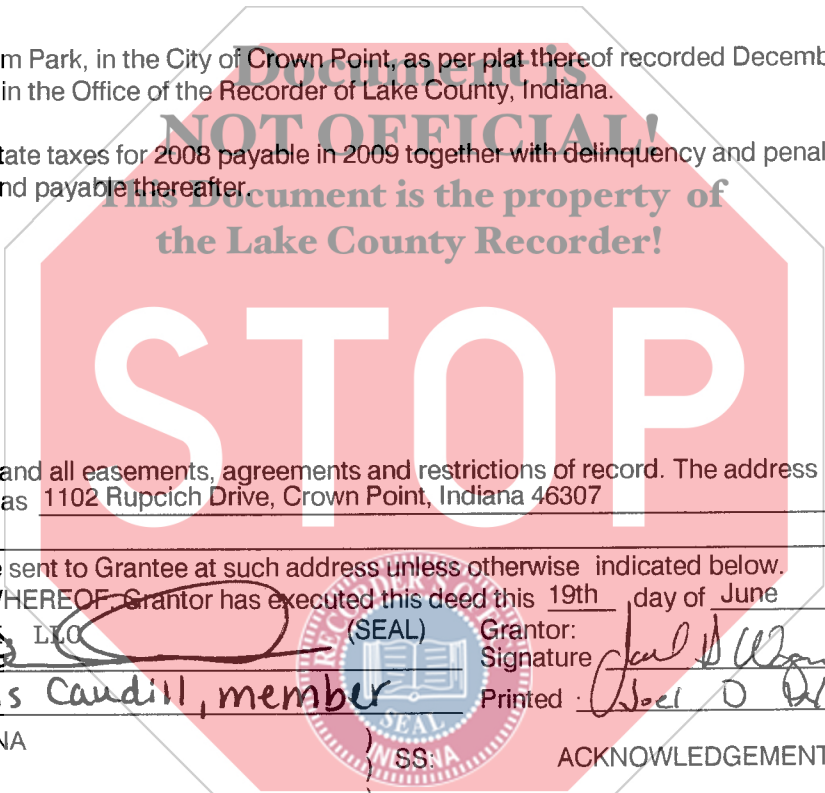 m Park, in the City of Crown Point, as per plat thereof recorded Decemb
in the Office of the Recorder of Lake County, Indiana.
Document is
NOT OFFICIAL!
This Document is the property of
the Lake County Recorder!
tate taxes for 2008 payable in 2009 together with delinquency and penal
nd payable thereafter.
STOP
and all easements, agreements and restrictions of record. The address
as 1102 Rupcich Drive, Crown Point, Indiana 46307
sent to Grantee at such address unless otherwise indicated below.
WHEREOF, Grantor has executed this deed this 19th day of June
LLC (SEAL) Grantor:
Signature
s Caudill, member Printed Joel D
NA ) SS: ACKNOWLEDGEMENT
RECORDER'S OF
SEAL
INDIANA